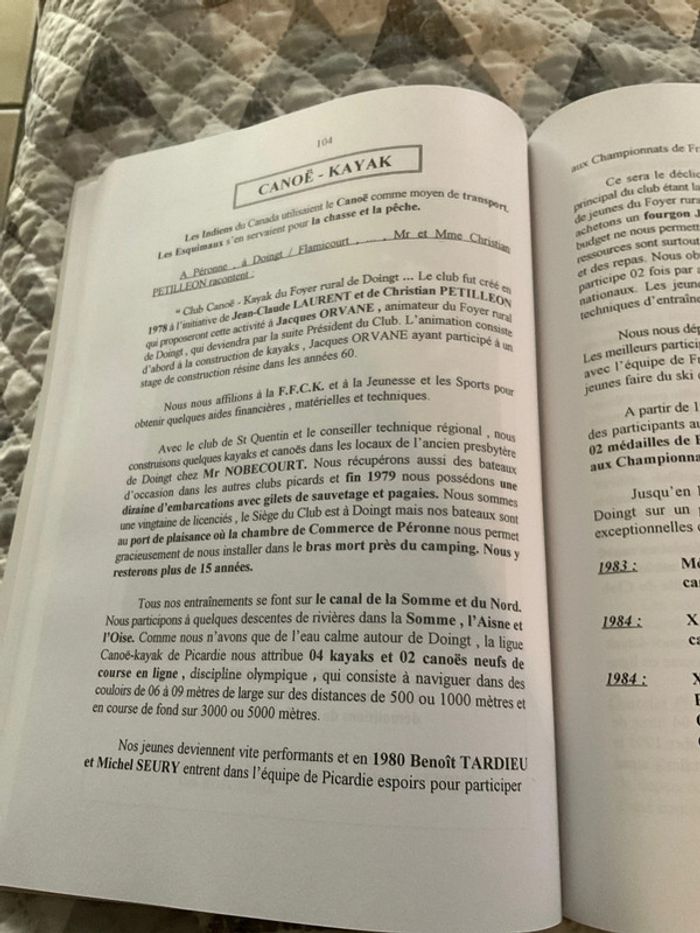 104
CANOË - KAYAK
Les Indiens du Canada utilisaient le Canoë comme moyen de transport,
Les Esquimaux s'en servaient pour la chasse et la pêche.
A Péronne , à Doingt / Flamicourt , ... , Mr et Mme Christian
PETILLEON racontent :
" Club Canoë - Kayak du Foyer rural de Doingt ... Le club fut créé en
1978 à l'initiative de Jean-Claude LAURENT et de Christian PETILLEON
qui proposeront cette activité à Jacques ORVANE , animateur du Foyer rural
de Doingt , qui deviendra par la suite Président du Club. L'animation consiste
d'abord à la construction de kayaks , Jacques ORVANE ayant participé à un
stage de construction résine dans les années 60.
Nous nous affilions à la F.F.C.K. et à la Jeunesse et les Sports pour
obtenir quelques aides financières , matérielles et techniques.
Avec le club de St Quentin et le conseiller technique régional , nous
construisons quelques kayaks et canoës dans les locaux de l'ancien presbytère
de Doingt chez Mr NOBECOURT. Nous récupérons aussi des bateaux
d'occasion dans les autres clubs picards et fin 1979 nous possédons une
dizaine d'embarcations avec gilets de sauvetage et pagaies. Nous sommes
une vingtaine de licenciés , le Siège du Club est à Doingt mais nos bateaux sont
au port de plaisance où la chambre de Commerce de Péronne nous permet
gracieusement de nous installer dans le bras mort près du camping. Nous y
resterons plus de 15 années.
Tous nos entraînements se font sur le canal de la Somme et du Nord.
Nous participons à quelques descentes de rivières dans la Somme , l'Aisne et
l'Oise. Comme nous n'avons que de l'eau calme autour de Doingt , la ligue
Canoë-kayak de Picardie nous attribue 04 kayaks et 02 canoës neufs de
course en ligne , discipline olympique , qui consiste à naviguer dans des
couloirs de 06 à 09 mètres de large sur des distances de 500 ou 1000 mètres et
en course de fond sur 3000 ou 5000 mètres.
Nos jeunes deviennent vite performants et en 1980 Benoît TARDIEU
et Michel SEURY entrent dans l'équipe de Picardie espoirs pour participer
aux Championnats de Fr
Ce sera le déclic
principal du club étant la
de jeunes du Foyer rura
achetons un fourgon
budget ne nous permett
ressources sont surtout
et des repas. Nous ob
participe 02 fois par
nationaux. Les jeune
techniques d'entraîn
Nous nous dép
Les meilleurs particip
avec l'équipe de Fr
jeunes faire du ski
A partir de 1
des participants au
02 médailles de
aux Championna
Jusqu'en
Doingt sur un
exceptionnelles
1983 : Mé
ca
1984 : X
ca
1984 :